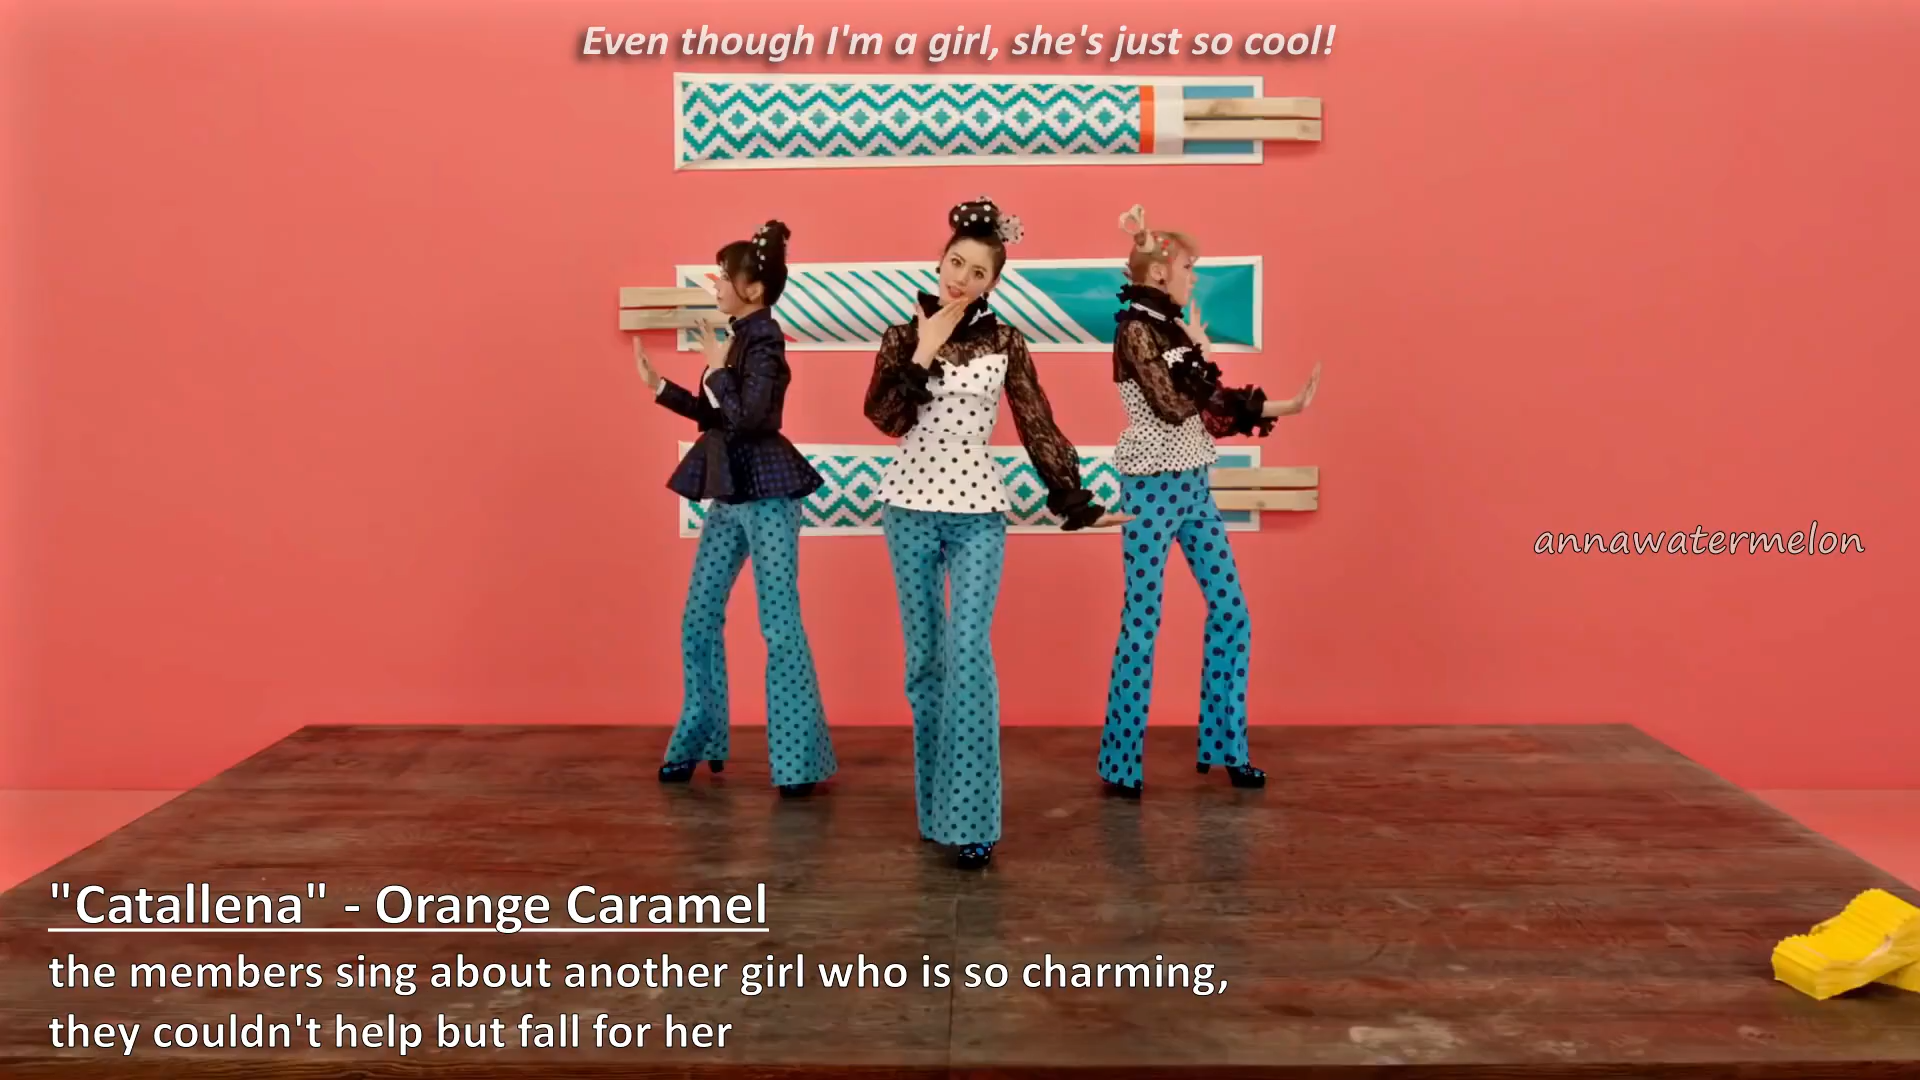 Even though I'm a girl, she's just so cool!
annawatermelon
"Catallena" - Orange Caramel
the members sing about another girl who is so charming,
they couldn't help but fall for her